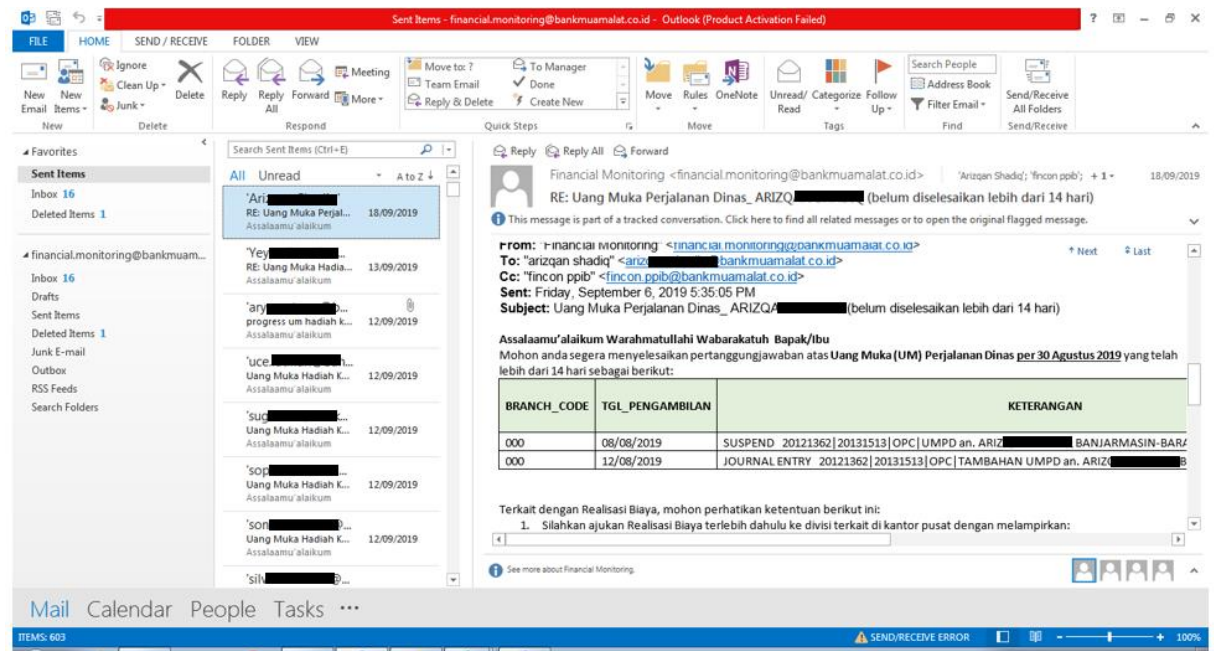 Sent Items - financial.monitoring@bankmuamalat.co.id - Outlook (Product Activation Failed)
FILE HOME SEND / RECEIVE FOLDER VIEW
New Email
New Items
Ignore
Clean Up
Junk
Delete
Reply
Reply All
Forward
Meeting
More
Move to: ?
Team Email
Reply & Delete
To Manager
Done
Create New
Move
Rules
OneNote
Unread/ Read
Categorize
Follow Up
Search People
Address Book
Filter Email
Send/Receive All Folders
New Delete Respond Quick Steps Move Tags Find Send/Receive
Favorites
Sent Items
Inbox 16
Deleted Items 1
financial.monitoring@bankmuam...
Inbox 16
Drafts
Sent Items
Deleted Items 1
Junk E-mail
Outbox
RSS Feeds
Search Folders
Search Sent Items (Ctrl+E)
All Unread A to Z
'Ariz
RE: Uang Muka Perjal... 18/09/2019
Assalaamu'alaikum
'Yey
RE: Uang Muka Hadia... 13/09/2019
Assalaamu'alaikum
'ary
progress um hadiah k... 12/09/2019
Assalaamu'alaikum
'uce.
Uang Muka Hadiah K... 12/09/2019
Assalaamu'alaikum
'sug
Uang Muka Hadiah K... 12/09/2019
Assalaamu'alaikum
'sop
Uang Muka Hadiah K... 12/09/2019
Assalaamu'alaikum
'son
Uang Muka Hadiah K... 12/09/2019
Assalaamu'alaikum
'silv
Reply Reply All Forward
Financial Monitoring <financial.monitoring@bankmuamalat.co.id> 'Arizqan Shadiq'; 'fincon ppib'; + 1 18/09/2019
RE: Uang Muka Perjalanan Dinas_ ARIZQ (belum diselesaikan lebih dari 14 hari)
This message is part of a tracked conversation. Click here to find all related messages or to open the original flagged message.
From: "Financial Monitoring" <financial.monitoring@bankmuamalat.co.id>
Next Last
To: "arizqan shadiq" <ariz bankmuamalat.co.id>
Cc: "fincon ppib" <fincon.ppib@bankmuamalat.co.id>
Sent: Friday, September 6, 2019 5:35:05 PM
Subject: Uang Muka Perjalanan Dinas_ ARIZQA (belum diselesaikan lebih dari 14 hari)
Assalaamu'alaikum Warahmatullahi Wabarakatuh Bapak/Ibu
Mohon anda segera menyelesaikan pertanggungjawaban atas Uang Muka (UM) Perjalanan Dinas per 30 Agustus 2019 yang telah
lebih dari 14 hari sebagai berikut:
BRANCH_CODE TGL_PENGAMBILAN KETERANGAN
000 08/08/2019 SUSPEND 20121362|20131513|OPC|UMPD an. ARIZ BANJARMASIN-BARA
000 12/08/2019 JOURNAL ENTRY 20121362|20131513|OPC|TAMBAHAN UMPD an. ARIZ B
Terkait dengan Realisasi Biaya, mohon perhatikan ketentuan berikut ini:
1. Silahkan ajukan Realisasi Biaya terlebih dahulu ke divisi terkait di kantor pusat dengan melampirkan:
See more about Financial Monitoring.
Mail Calendar People Tasks ...
ITEMS: 603
SEND/RECEIVE ERROR
100%